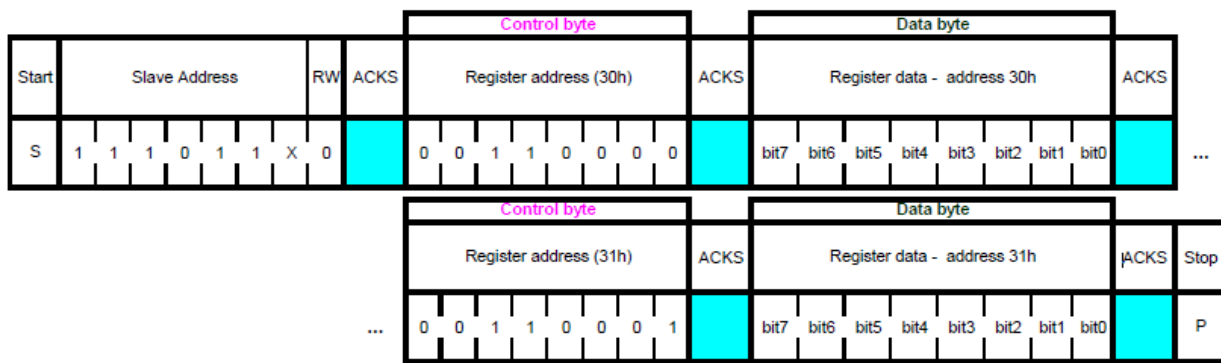 Control byte Data byte
Start Slave Address RW ACKS Register address (30h) ACKS Register data - address 30h ACKS
S 1 1 1 0 1 1 X 0 0 0 1 1 0 0 0 0 bit7 bit6 bit5 bit4 bit3 bit2 bit1 bit0 ...
Control byte Data byte
Register address (31h) ACKS Register data - address 31h ACKS Stop
... 0 0 1 1 0 0 0 1 bit7 bit6 bit5 bit4 bit3 bit2 bit1 bit0 P